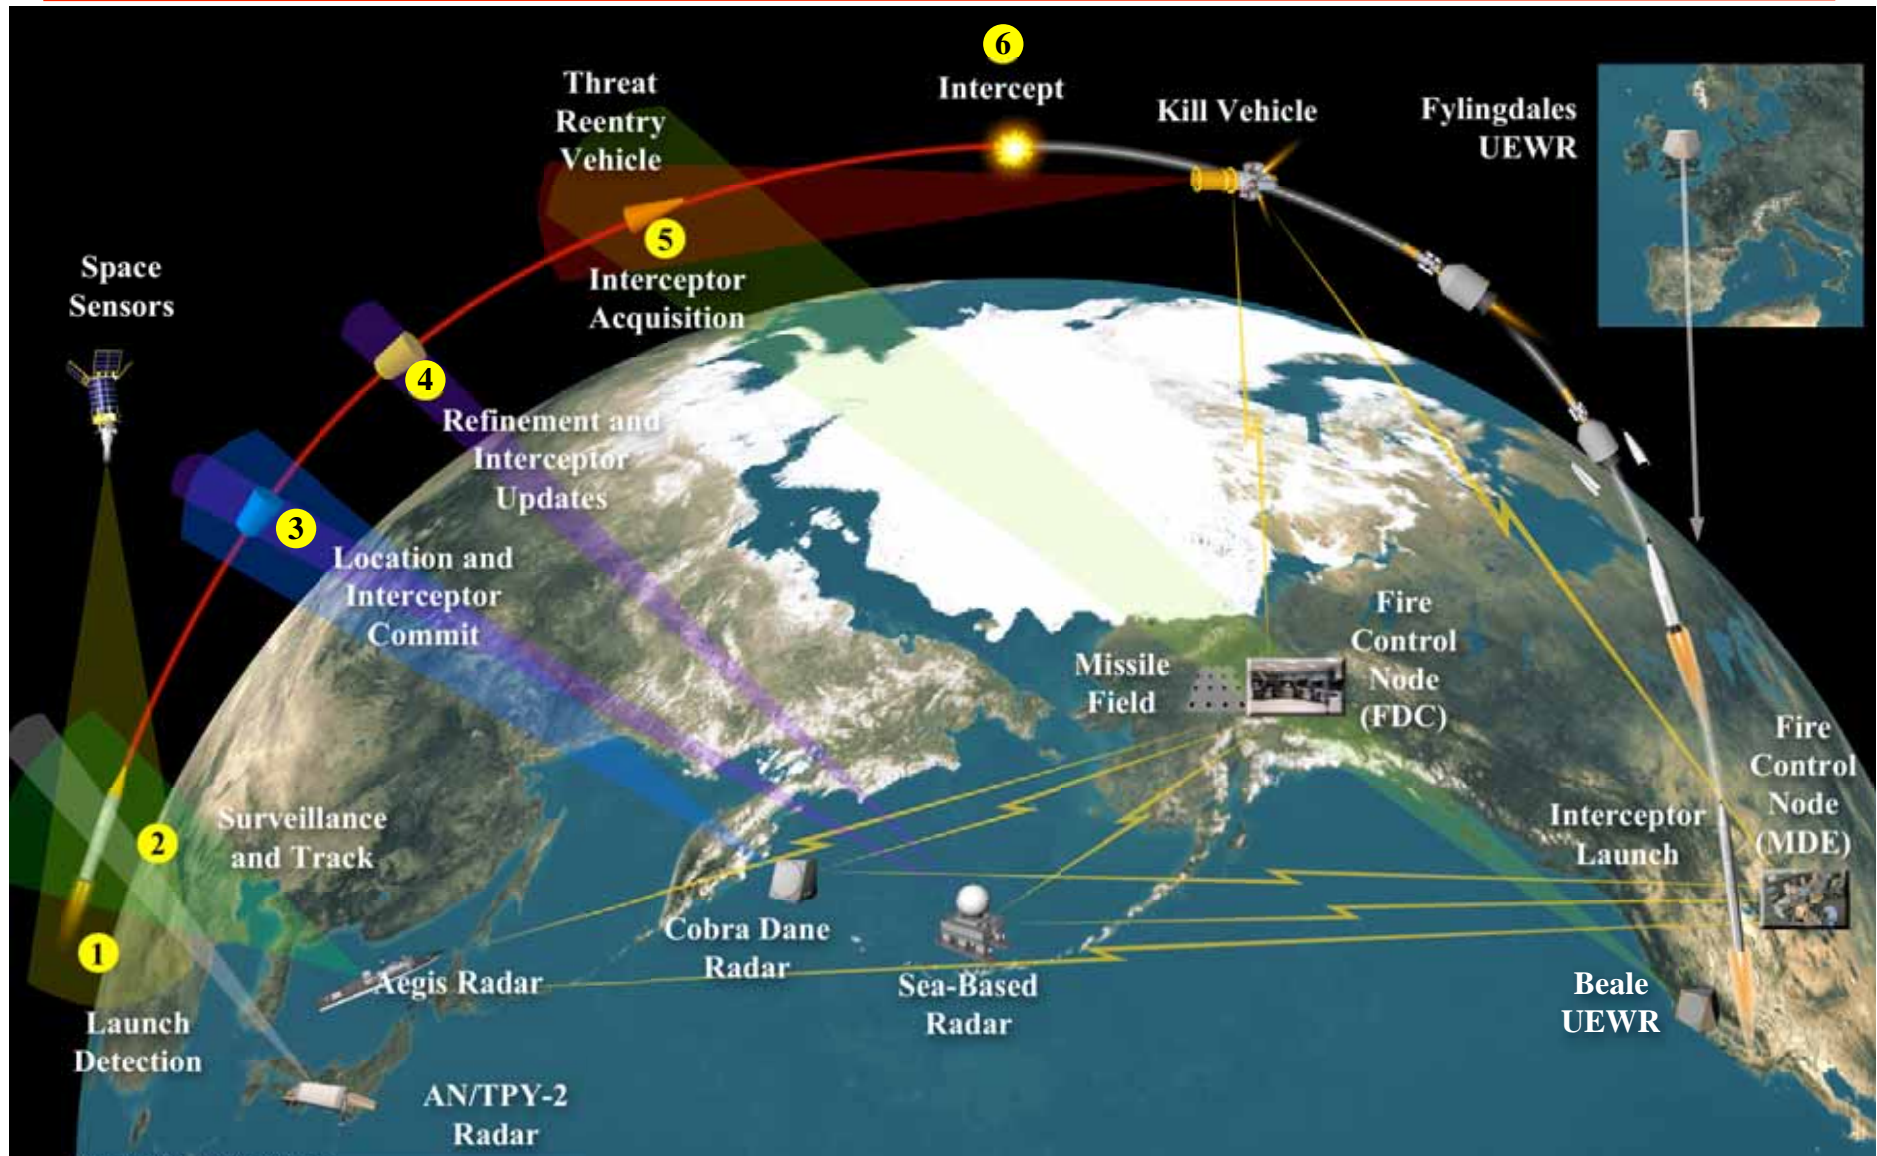 6
Intercept
Threat
Reentry
Vehicle
Kill Vehicle
Fylingdales
UEWR
5
Interceptor
Acquisition
Space
Sensors
4
Refinement and
Interceptor
Updates
3
Location and
Interceptor
Commit
Fire
Control
Node
(FDC)
Missile
Field
Fire
Control
Node
(MDE)
2
Surveillance
and Track
Interceptor
Launch
1
Launch
Detection
Aegis Radar
Cobra Dane
Radar
Sea-Based
Radar
Beale
UEWR
AN/TPY-2
Radar